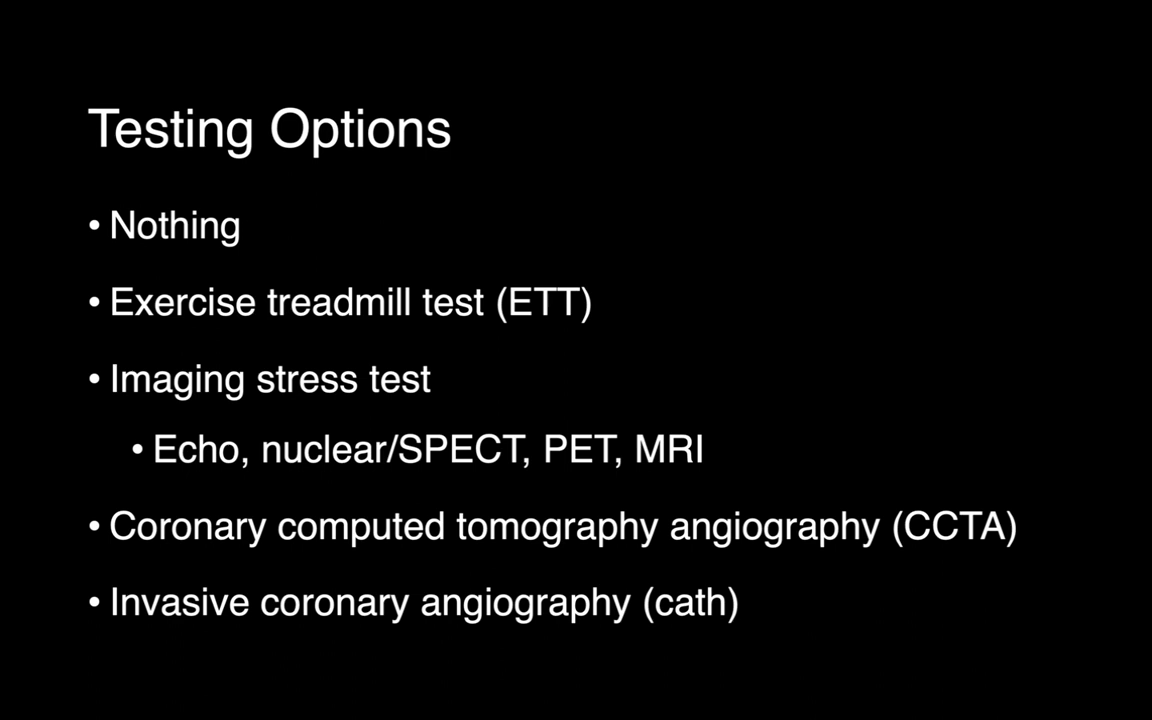 Testing Options
• Nothing
• Exercise treadmill test (ETT)
• Imaging stress test
• Echo, nuclear/SPECT, PET, MRI
• Coronary computed tomography angiography (CCTA)
• Invasive coronary angiography (cath)